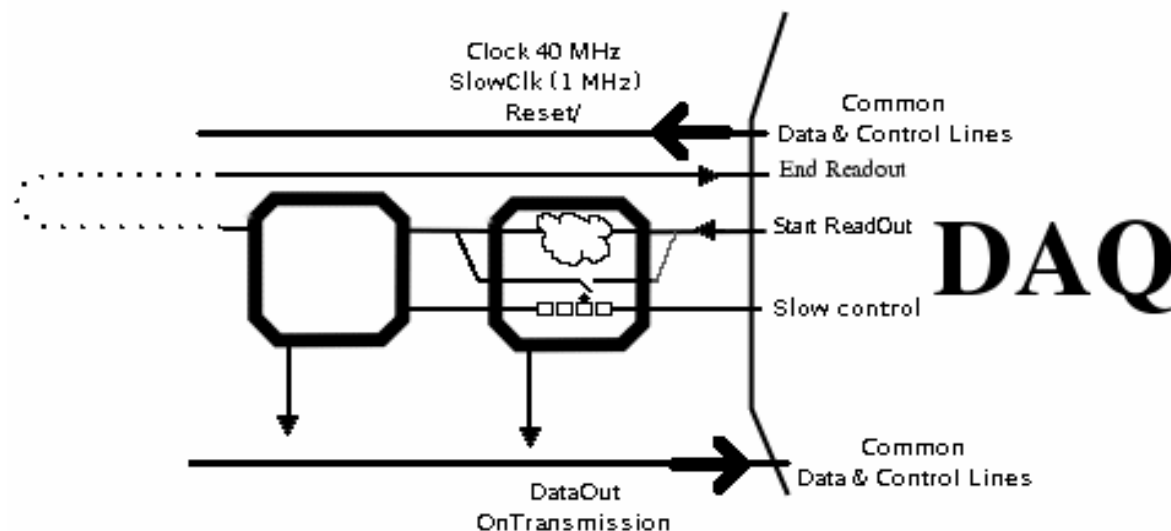 Clock 40 MHz
SlowClk (1 MHz)
Reset/
Common
Data & Control Lines
End Readout
Start ReadOut
DAQ
Slow control
Common
Data & Control Lines
DataOut
OnTransmission